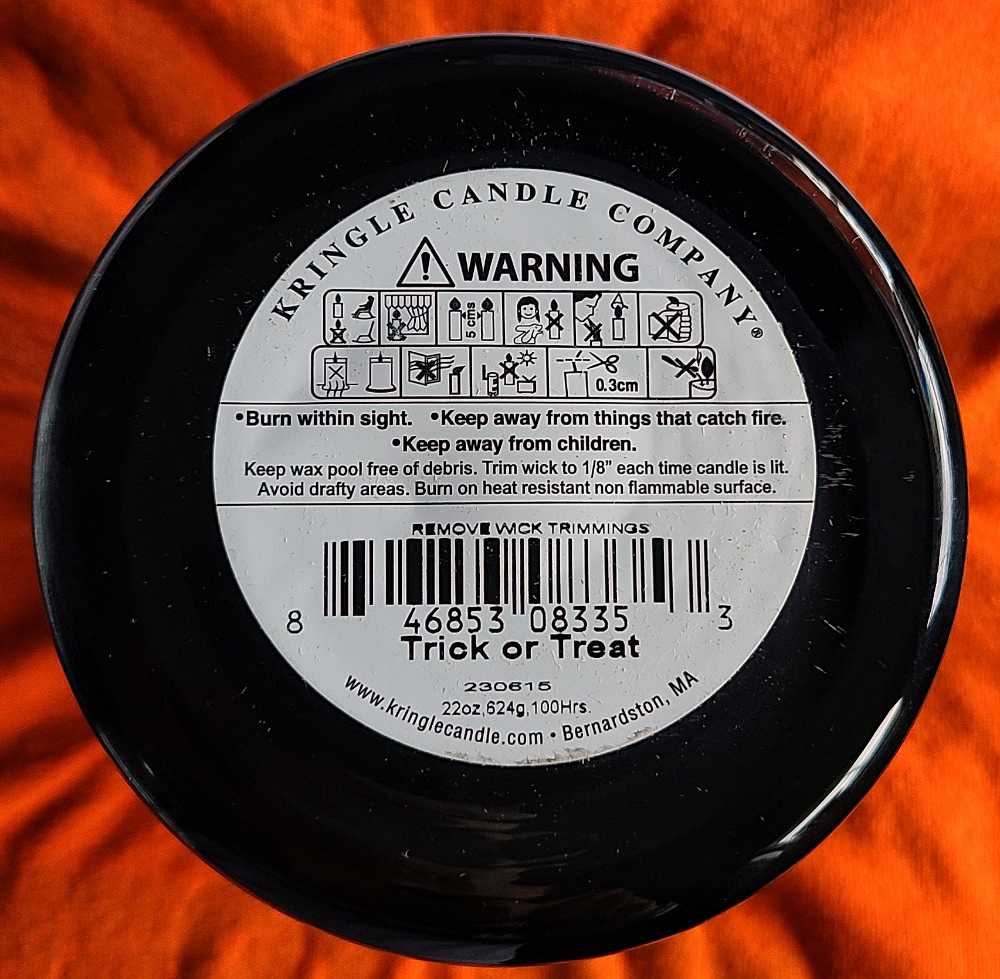 KRINGLE CANDLE COMPANY®
WARNING
5 cms
0.3cm
•Burn within sight. •Keep away from things that catch fire.
•Keep away from children.
Keep wax pool free of debris. Trim wick to 1/8” each time candle is lit.
Avoid drafty areas. Burn on heat resistant non flammable surface.
REMOVE WICK TRIMMINGS
8 46853 08335 3
Trick or Treat
230615
22oz,624g,100Hrs.
www.kringlecandle.com • Bernardston, MA